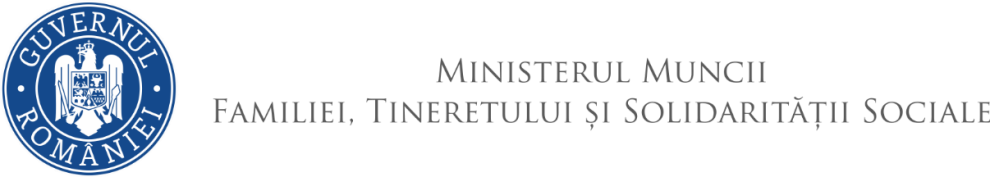 GUVERNUL
ROMÂNIEI
MINISTERUL MUNCII
FAMILIEI, TINERETULUI ȘI SOLIDARITĂȚII SOCIALE